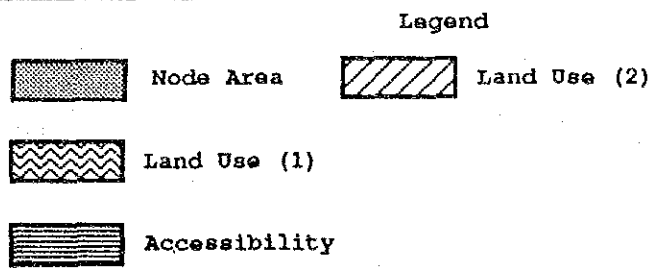 Legend
Node Area
Land Use (2)
Land Use (1)
Accessibility